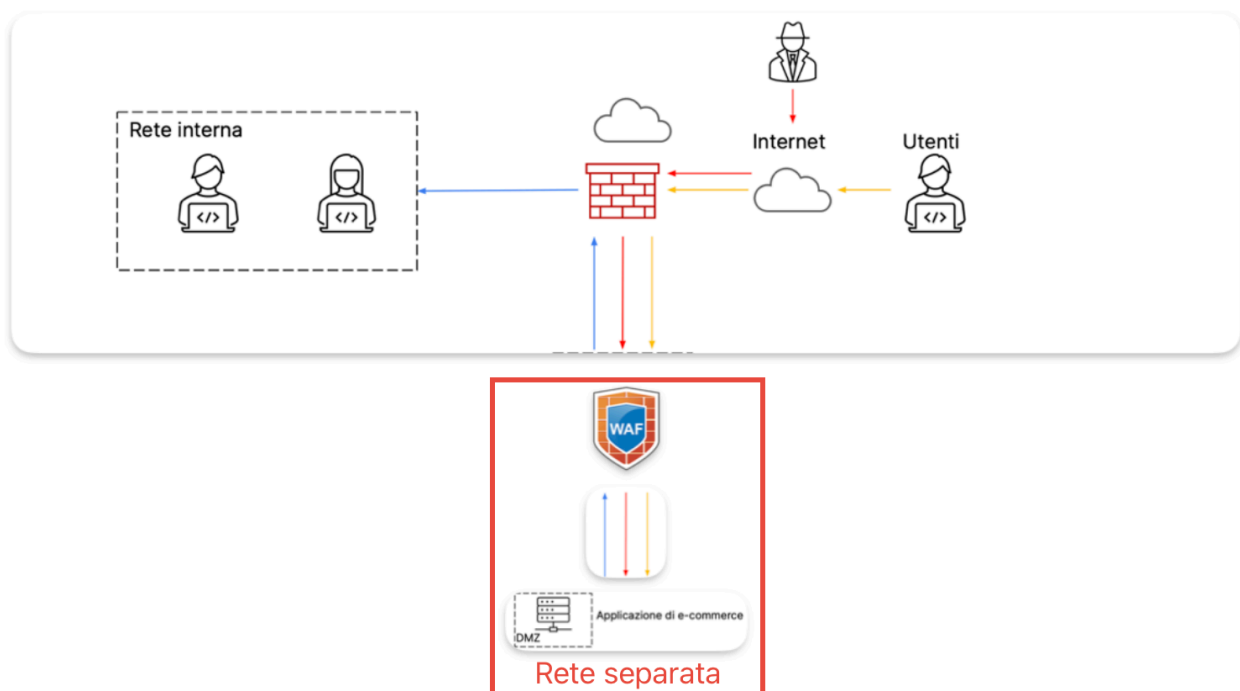 Rete interna
Internet
Utenti
WAF
Applicazione di e-commerce
DMZ
Rete separata